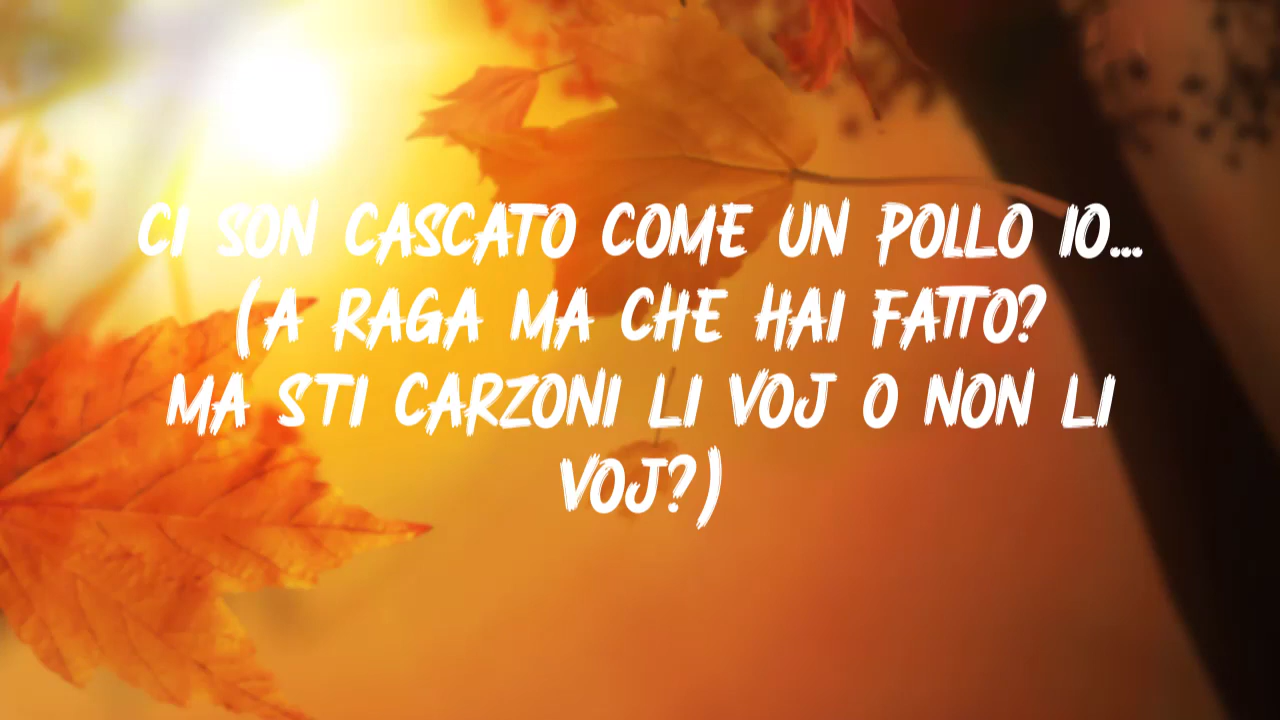 CI SON CASCATO COME UN POLLO IO...
(A RAGA MA CHE HAI FATTO?
MA STI CARZONI LI VOJ O NON LI
VOJ?)